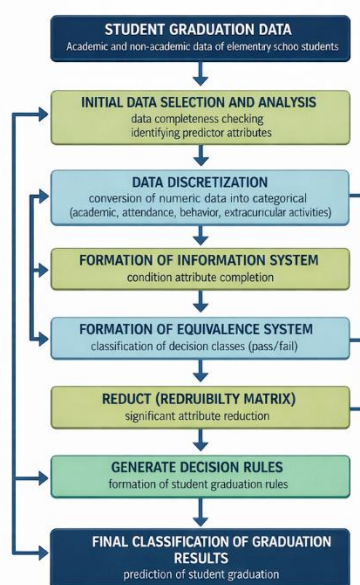 STUDENT GRADUATION DATA
Academic and non-academic data of elementary schoo students
INITIAL DATA SELECTION AND ANALYSIS
data completeness checking
identifying predictor attributes
DATA DISCRETIZATION
conversion of numeric data into categorical
(academic, attendance, behavior, extracuricular activities)
FORMATION OF INFORMATION SYSTEM
condition attribute completion
FORMATION OF EQUIVALENCE SYSTEM
classification of decision classes (pass/fail)
REDUCT (REDRUIBILTY MATRIX)
significant attribute reduction
GENERATE DECISION RULES
formation of student graduation rules
FINAL CLASSIFICATION OF GRADUATION
RESULTS
prediction of student graduation